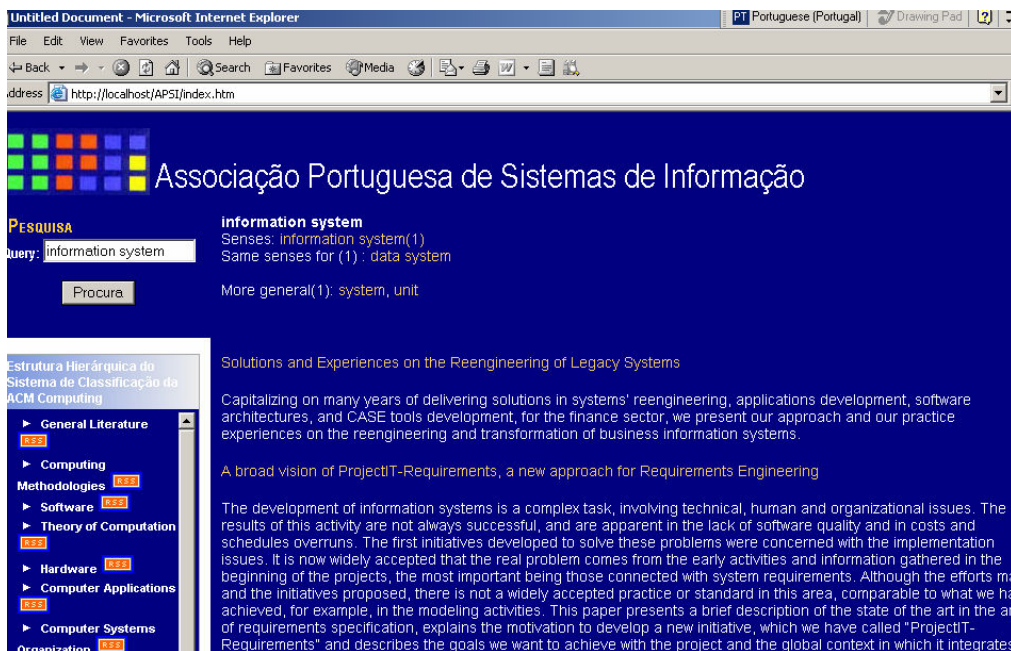 Untitled Document - Microsoft Internet Explorer
PT Portuguese (Portugal) Drawing Pad
File Edit View Favorites Tools Help
Back Search Favorites Media
ddress http://localhost/APSI/index.htm
Associação Portuguesa de Sistemas de Informação
PESQUISA
Query: information system
Procura
information system
Senses: information system(1)
Same senses for (1) : data system
More general(1): system, unit
Estrutura Hierárquica do
Sistema de Classificação da
ACM Computing
General Literature
RSS
Computing
Methodologies RSS
Software RSS
Theory of Computation
RSS
Hardware RSS
Computer Applications
RSS
Computer Systems
Organization RSS
Solutions and Experiences on the Reengineering of Legacy Systems
Capitalizing on many years of delivering solutions in systems' reengineering, applications development, software
architectures, and CASE tools development, for the finance sector, we present our approach and our practice
experiences on the reengineering and transformation of business information systems.
A broad vision of ProjectIT-Requirements, a new approach for Requirements Engineering
The development of information systems is a complex task, involving technical, human and organizational issues. The
results of this activity are not always successful, and are apparent in the lack of software quality and in costs and
schedules overruns. The first initiatives developed to solve these problems were concerned with the implementation
issues. It is now widely accepted that the real problem comes from the early activities and information gathered in the
beginning of the projects, the most important being those connected with system requirements. Although the efforts ma
and the initiatives proposed, there is not a widely accepted practice or standard in this area, comparable to what we ha
achieved, for example, in the modeling activities. This paper presents a brief description of the state of the art in the ar
of requirements specification, explains the motivation to develop a new initiative, which we have called "ProjectIT-
Requirements" and describes the goals we want to achieve with the project and the global context in which it integrates